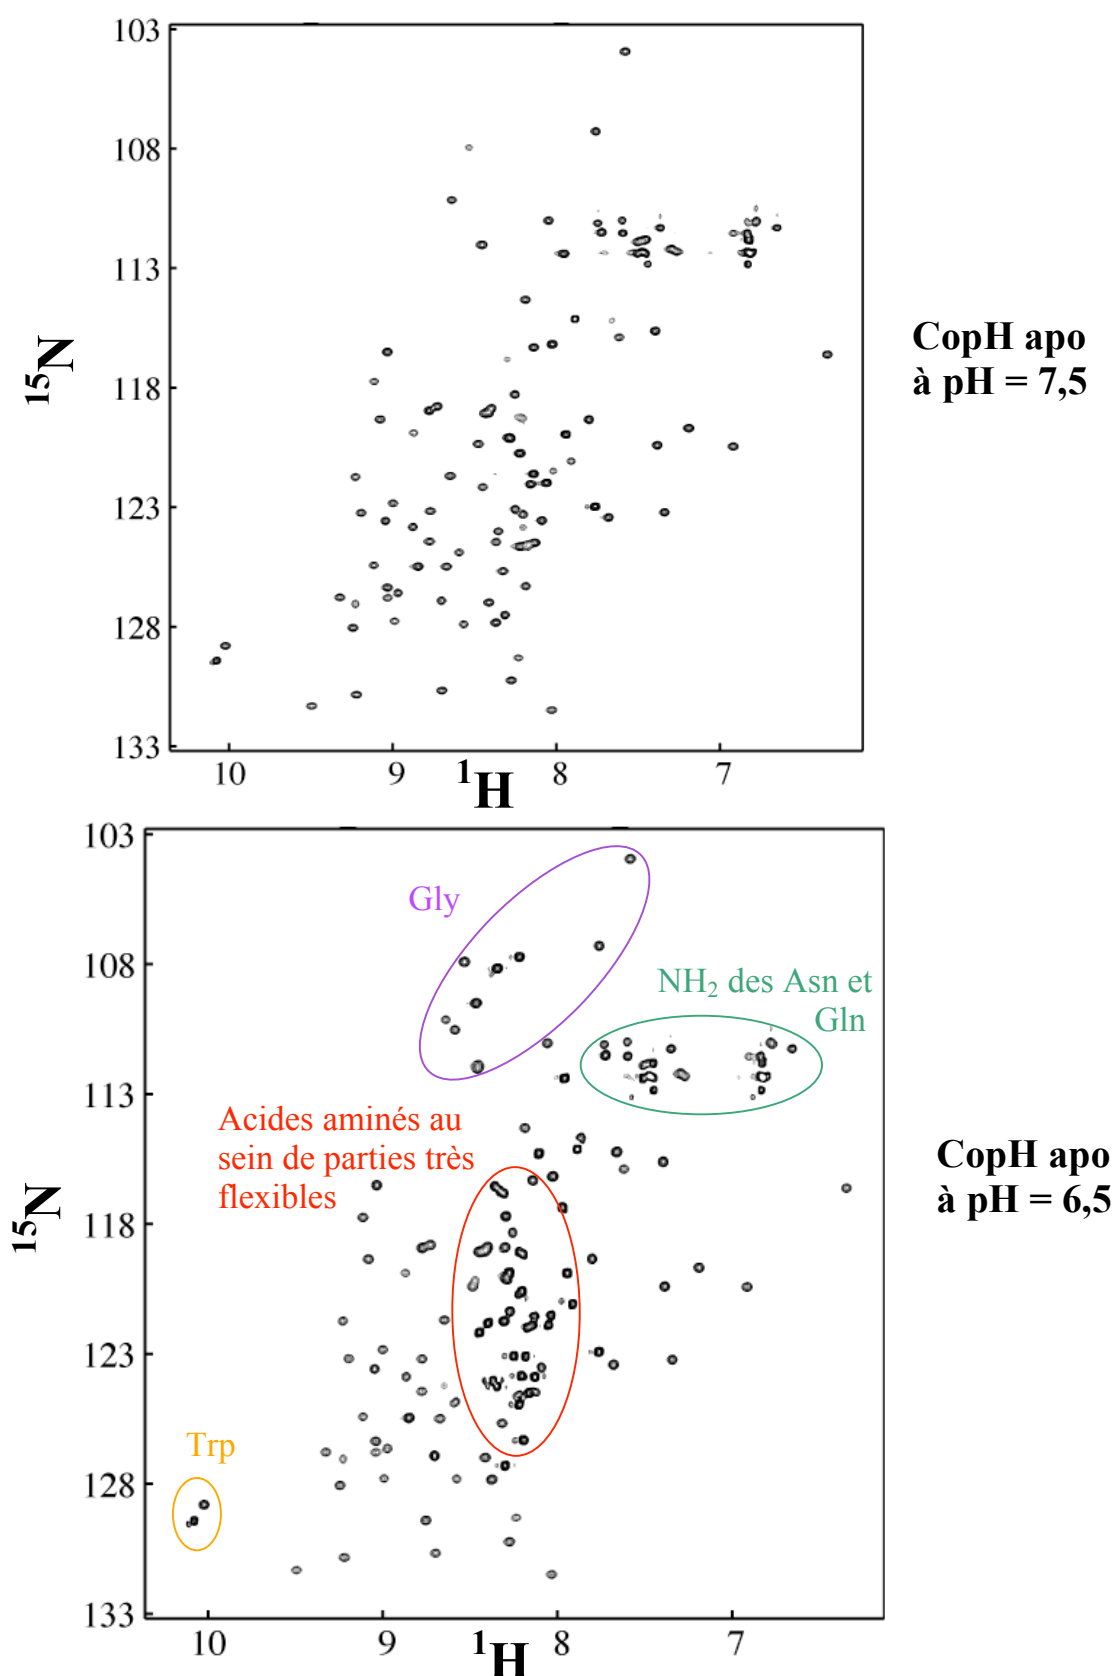 103
108
113
118
123
128
133
15N
10
9
8
7
1H
CopH apo
à pH = 7,5
103
108
113
118
123
128
133
15N
Gly
NH2 des Asn et
Gln
Acides aminés au
sein de parties très
flexibles
Trp
10
9
8
7
1H
CopH apo
à pH = 6,5